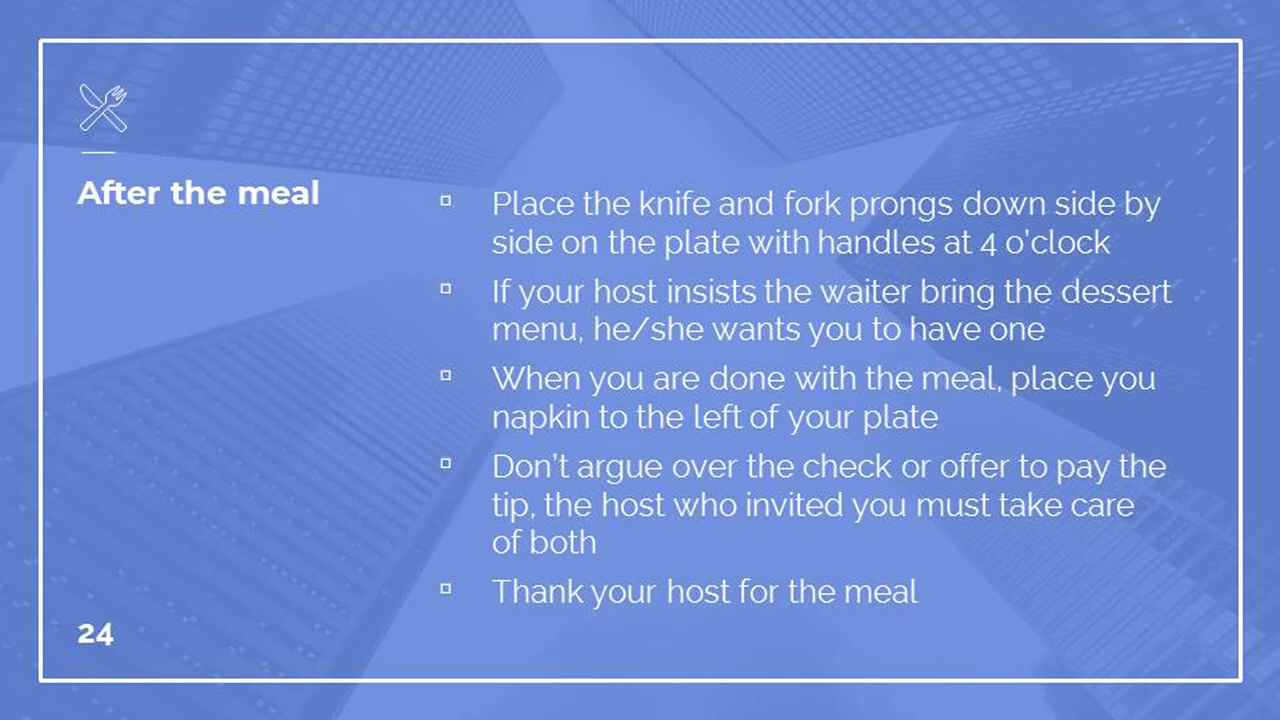 After the meal
▫ Place the knife and fork prongs down side by
side on the plate with handles at 4 o'clock
▫ If your host insists the waiter bring the dessert
menu, he/she wants you to have one
▫ When you are done with the meal, place you
napkin to the left of your plate
▫ Don't argue over the check or offer to pay the
tip, the host who invited you must take care
of both
▫ Thank your host for the meal
24